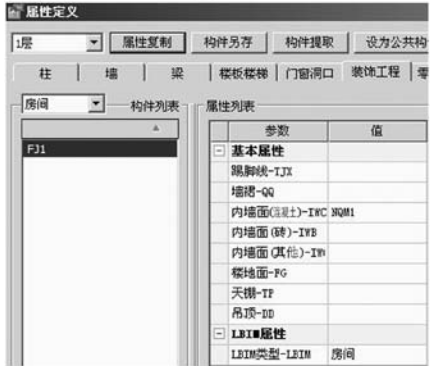 属性定义
1层 属性复制 构件另存 构件提取 设为公共构
柱 墙 梁 楼板楼梯 门窗洞口 装饰工程 零
房间 构件列表 属性列表
参数 值
FJ1
基本属性
踢脚线-TJX
墙裙-QQ
内墙面(混凝土)-IWC NQM1
内墙面(砖)-IWB
内墙面(其他)-IW
楼地面-FG
天棚-TP
吊顶-DD
LBIM属性
LBIM类型-LBIM 房间